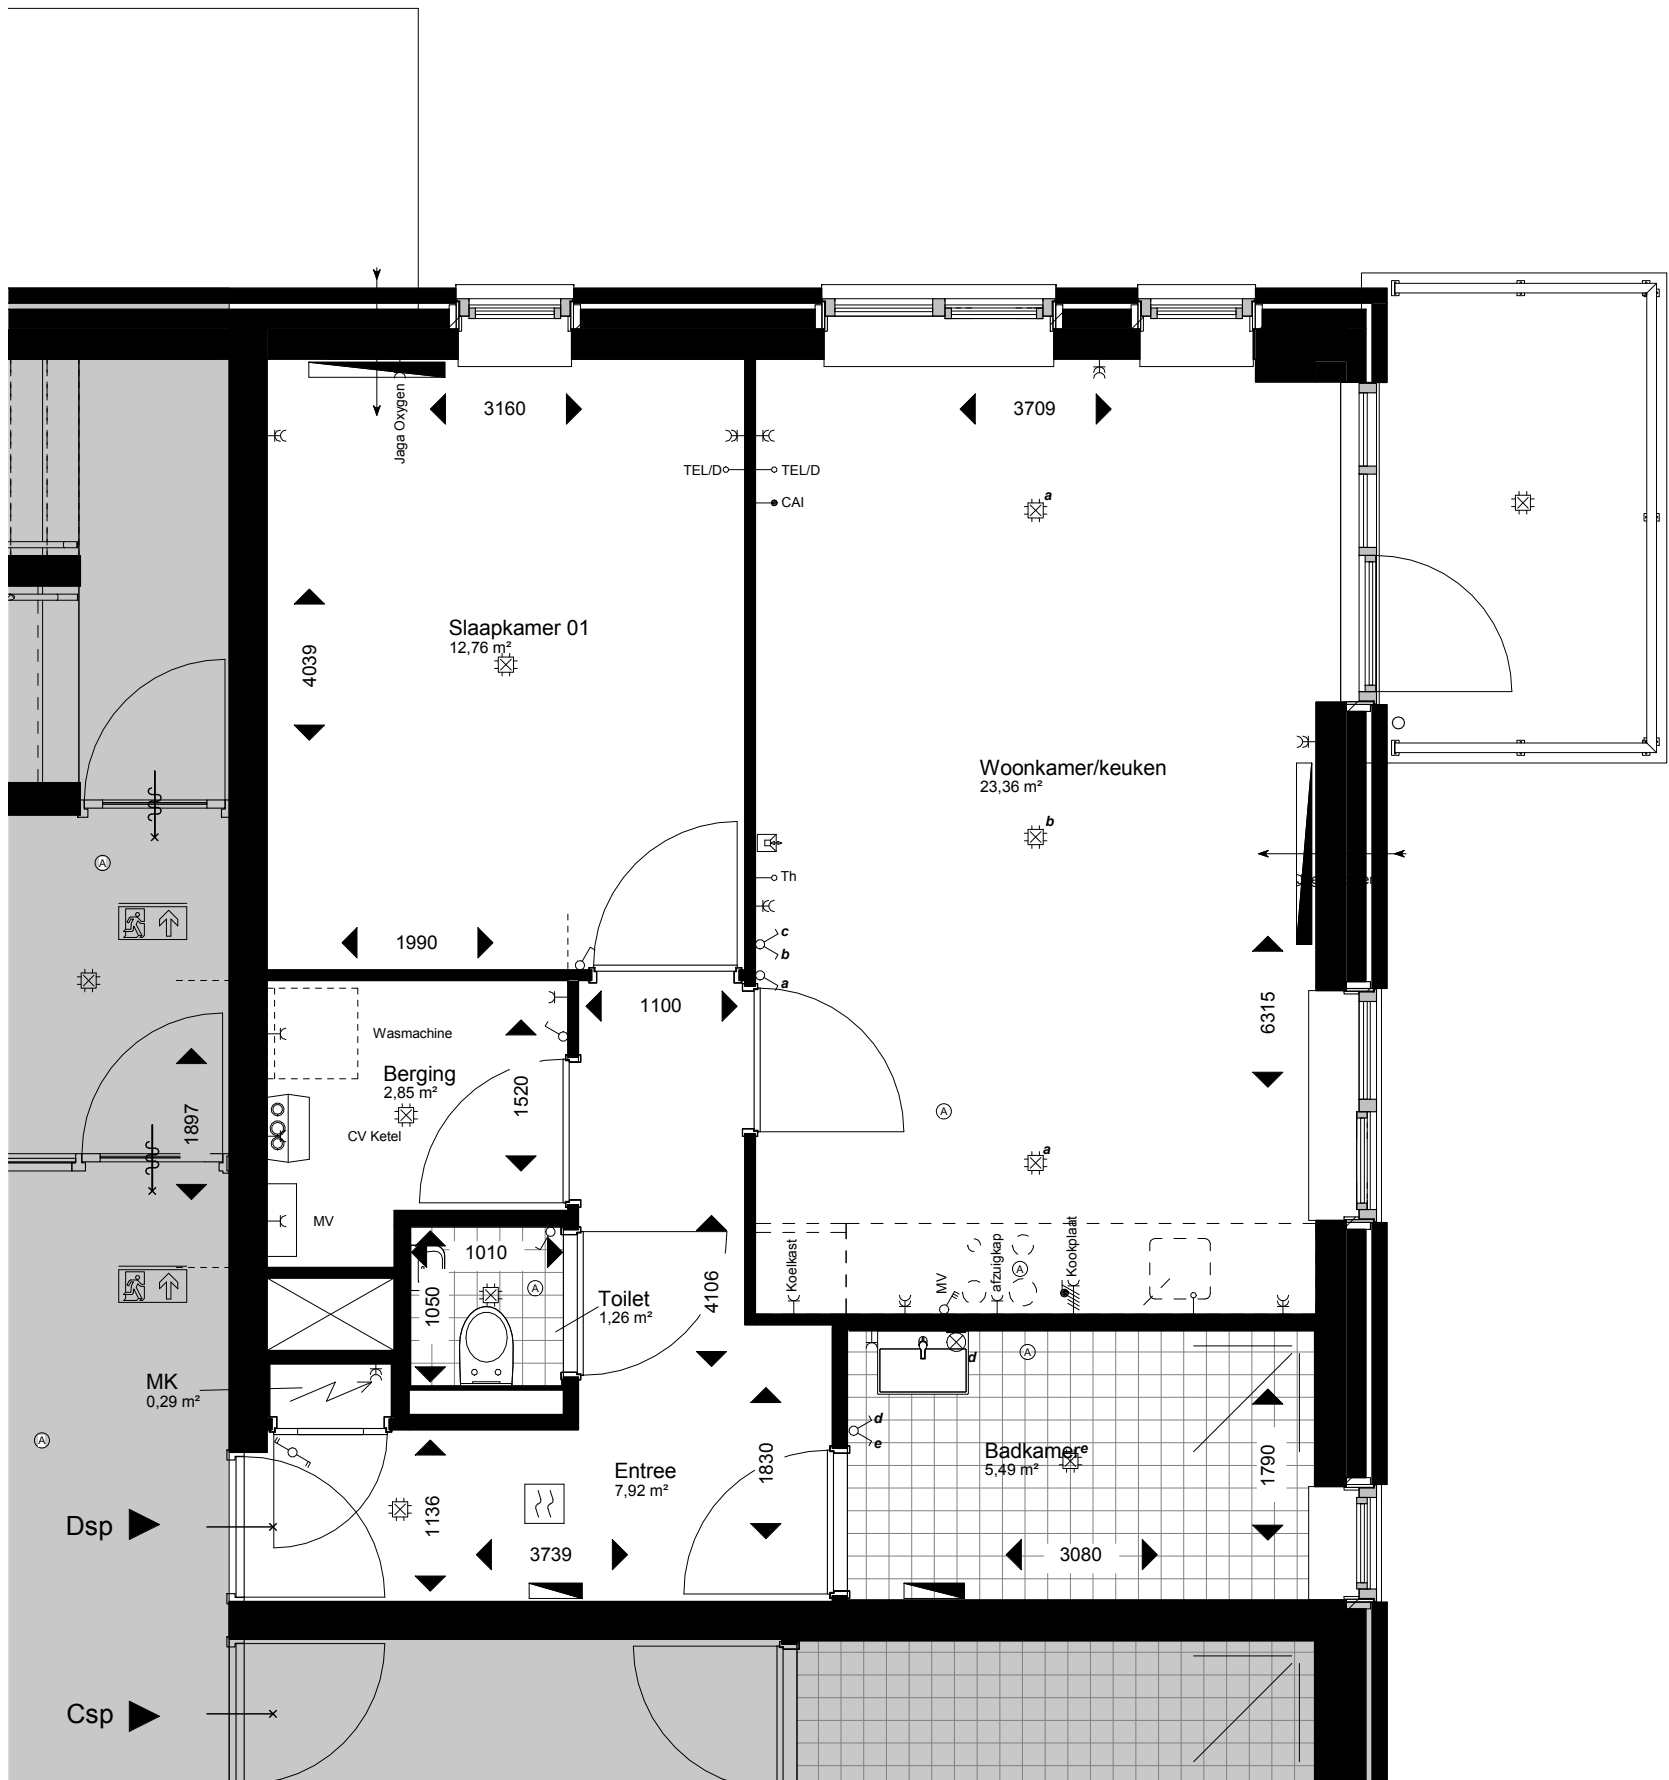 3160
3709
Jaga Oxygen
TEL/D
TEL/D
CAI
a
Slaapkamer 01
12,76 m²
4039
Woonkamer/keuken
23,36 m²
b
Th
c
b
a
1990
1100
6315
Wasmachine
Berging
2,85 m²
1520
1897
CV Ketel
A
A
a
MV
1010
1050
4106
Toilet
1,26 m²
A
Koelkast
MV
afzuigkap
Kookplaat
A
MK
0,29 m²
A
d
A
d
e
Badkamer
e
5,49 m²
1830
1790
Entree
7,92 m²
1136
3739
3080
Dsp
Csp